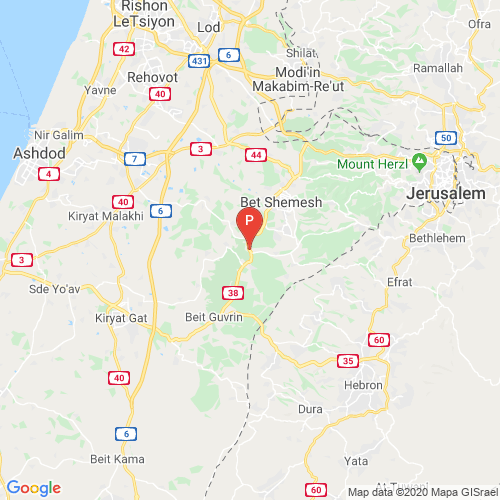 Rishon
LeTsiyon
Lod
Ofra
42
6
Shilat
431
Ramallah
Rehovot
Modi'in
Makabim-Re'ut
Yavne
40
Nir Galim
50
Ashdod
7
3
44
Mount Herzl
4
Jerusalem
40
Bet Shemesh
Kiryat Malakhi
6
P
Bethlehem
3
Sde Yo'av
Efrat
38
Kiryat Gat
Beit Guvrin
60
35
40
Hebron
Dura
6
Beit Kama
Yata
At-Tuwani
60
Google
Map data ©2020 Mapa GISrael